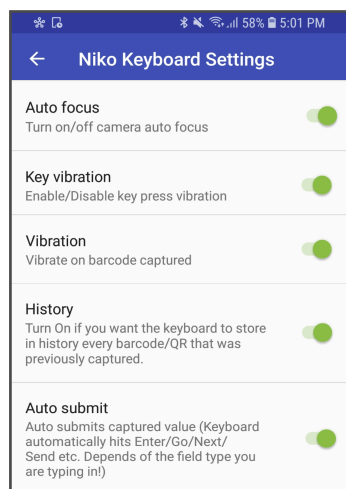 58% 5:01 PM
Niko Keyboard Settings
Auto focus
Turn on/off camera auto focus
Key vibration
Enable/Disable key press vibration
Vibration
Vibrate on barcode captured
History
Turn On if you want the keyboard to store
in history every barcode/QR that was
previously captured.
Auto submit
Auto submits captured value (Keyboard
automatically hits Enter/Go/Next/
Send etc. Depends of the field type you
are typing in!)